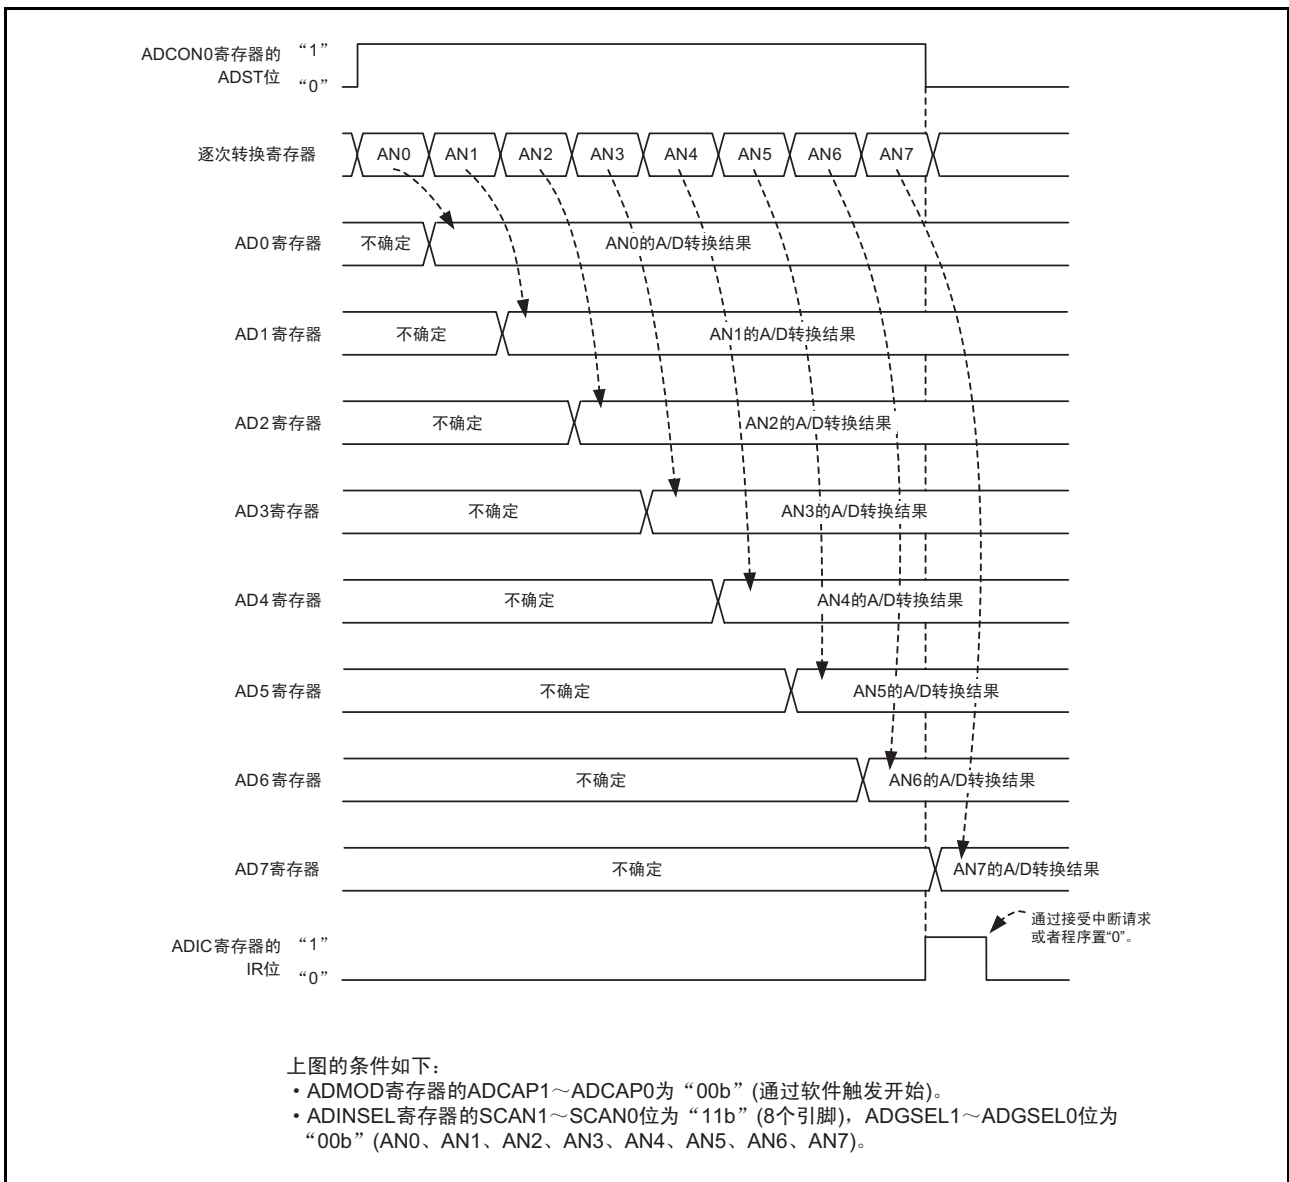 ADCON0寄存器的 “1”
ADST位 “0”
逐次转换寄存器 AN0 AN1 AN2 AN3 AN4 AN5 AN6 AN7
AD0寄存器 不确定 AN0的A/D转换结果
AD1寄存器 不确定 AN1的A/D转换结果
AD2寄存器 不确定 AN2的A/D转换结果
AD3寄存器 不确定 AN3的A/D转换结果
AD4寄存器 不确定 AN4的A/D转换结果
AD5寄存器 不确定 AN5的A/D转换结果
AD6寄存器 不确定 AN6的A/D转换结果
AD7寄存器 不确定 AN7的A/D转换结果
通过接受中断请求
或者程序置“0”。
ADIC寄存器的 “1”
IR位 “0”
上图的条件如下：
・ADMOD寄存器的ADCAP1～ADCAP0为“00b”(通过软件触发开始)。
・ADINSEL寄存器的SCAN1～SCAN0位为“11b”(8个引脚)，ADGSEL1～ADGSEL0位为
“00b”(AN0、AN1、AN2、AN3、AN4、AN5、AN6、AN7)。